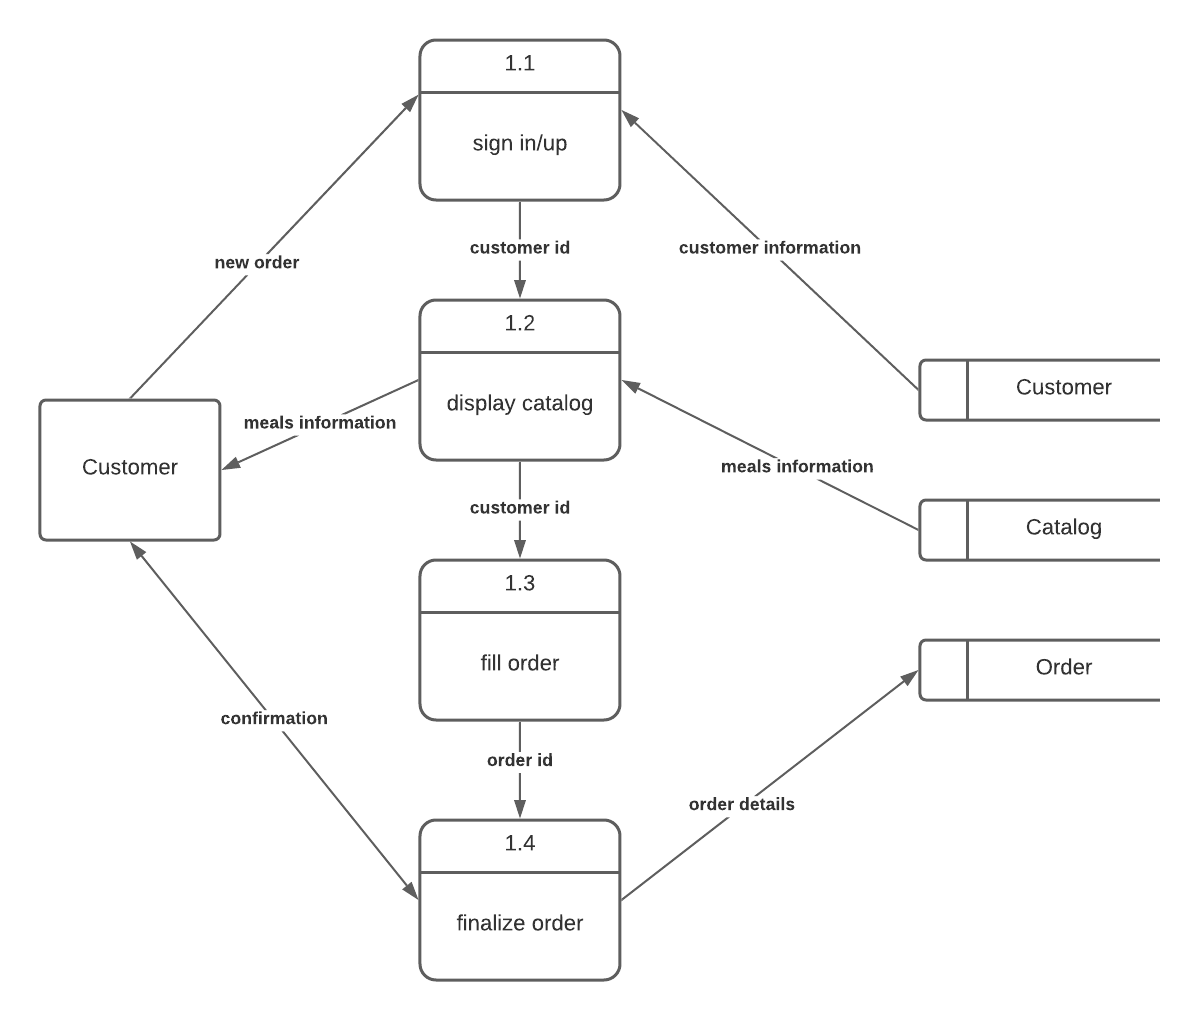 1.1
sign in/up
new order
customer id
customer information
1.2
display catalog
Customer
meals information
Customer
meals information
customer id
Catalog
1.3
fill order
Order
confirmation
order id
order details
1.4
finalize order